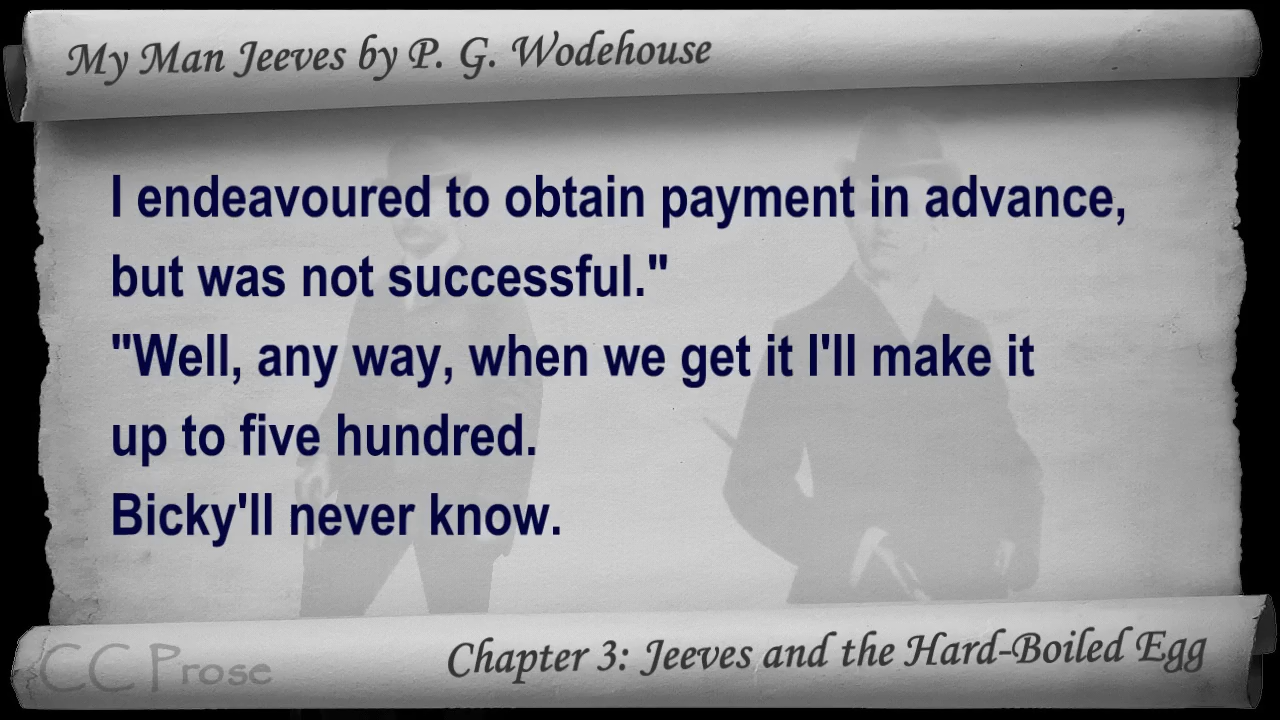 My Man Jeeves by P. G. Wodehouse
I endeavoured to obtain payment in advance,
but was not successful."
"Well, any way, when we get it I'll make it
up to five hundred.
Bicky'll never know.
CC Prose
Chapter 3: Jeeves and the Hard-Boiled Egg